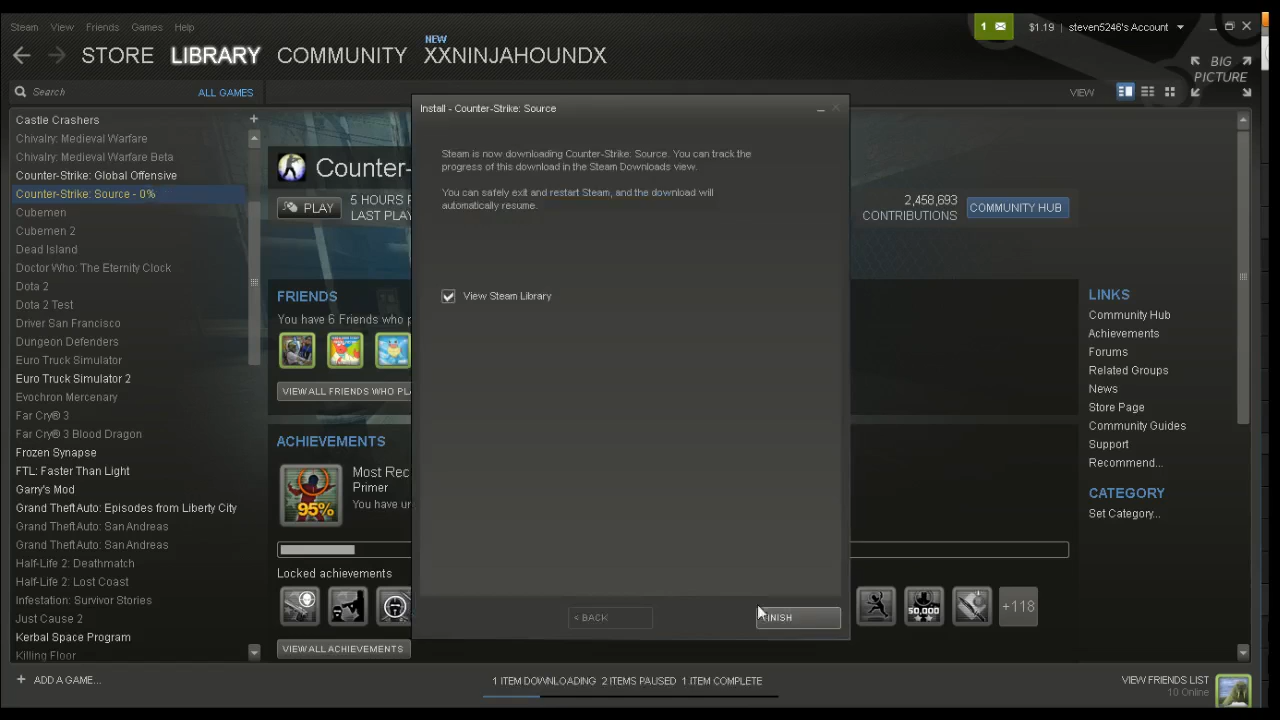 Steam View Friends Games Help
1
$1.19 | steven5246's Account
STORE LIBRARY COMMUNITY XXNINJAHOUNDX
NEW
BIG
PICTURE
Search
ALL GAMES
VIEW
Castle Crashers
Chivalry: Medieval Warfare
Chivalry: Medieval Warfare Beta
Counter-Strike: Global Offensive
Counter-Strike: Source - 0%
Cubemen
Cubemen 2
Dead Island
Doctor Who: The Eternity Clock
Dota 2
Dota 2 Test
Driver San Francisco
Dungeon Defenders
Euro Truck Simulator
Euro Truck Simulator 2
Evochron Mercenary
Far Cry® 3
Far Cry® 3 Blood Dragon
Frozen Synapse
FTL: Faster Than Light
Garry's Mod
Grand Theft Auto: Episodes from Liberty City
Grand Theft Auto: San Andreas
Grand Theft Auto: San Andreas
Half-Life 2: Deathmatch
Half-Life 2: Lost Coast
Infestation: Survivor Stories
Just Cause 2
Kerbal Space Program
Killing Floor
+ ADD A GAME...
Counter-
PLAY
5 HOURS
LAST PLAY
FRIENDS
You have 6 Friends who
VIEW ALL FRIENDS WHO PLA
ACHIEVEMENTS
95%
Most Rec
Primer
You have un
Locked achievements
VIEW ALL ACHIEVEMENTS
Install - Counter-Strike: Source
Steam is now downloading Counter-Strike: Source. You can track the
progress of this download in the Steam Downloads view.
You can safely exit and restart Steam, and the download will
automatically resume.
View Steam Library
< BACK
INISH
2,458,693
CONTRIBUTIONS
COMMUNITY HUB
50,000
+118
LINKS
Community Hub
Achievements
Forums
Related Groups
News
Store Page
Community Guides
Support
Recommend...
CATEGORY
Set Category...
1 ITEM DOWNLOADING 2 ITEMS PAUSED 1 ITEM COMPLETE
VIEW FRIENDS LIST
10 Online